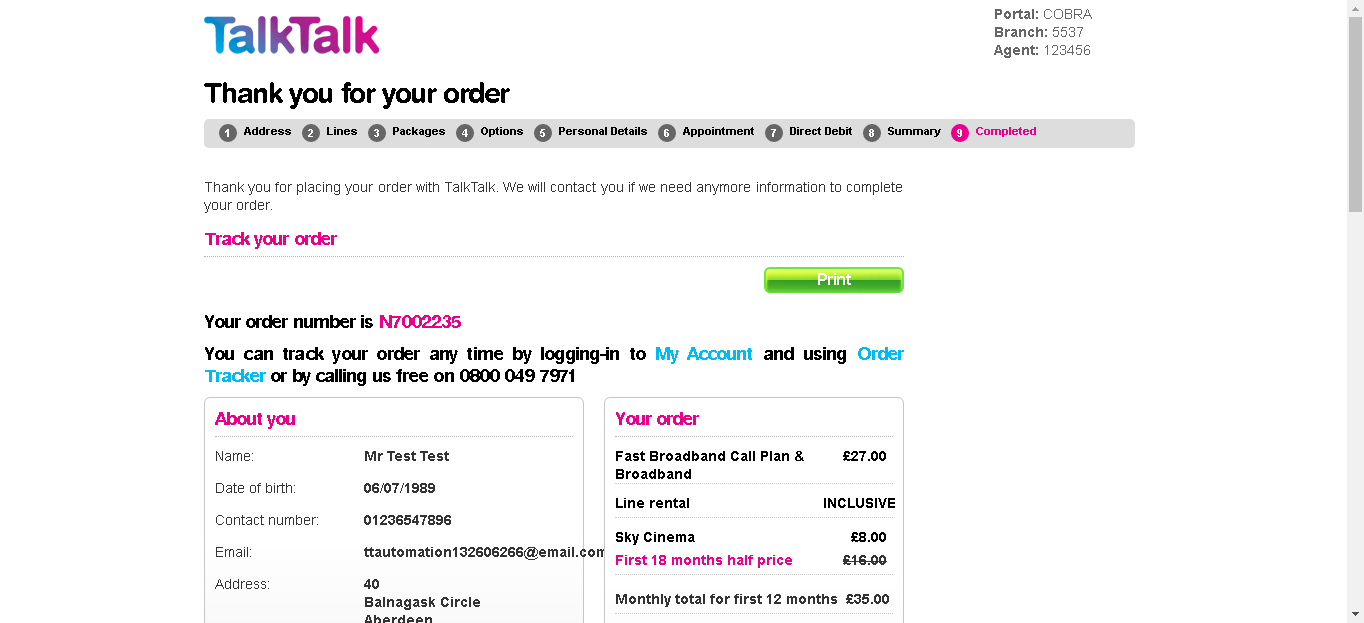 TalkTalk
Portal: COBRA
Branch: 5537
Agent: 123456
Thank you for your order
1 Address 2 Lines 3 Packages 4 Options 5 Personal Details 6 Appointment 7 Direct Debit 8 Summary 9 Completed
Thank you for placing your order with TalkTalk. We will contact you if we need anymore information to complete
your order.
Track your order
Print
Your order number is N7002235
You can track your order any time by logging-in to My Account and using Order
Tracker or by calling us free on 0800 049 7971
About you
Name: Mr Test Test
Date of birth: 06/07/1989
Contact number: 01236547896
Email: ttautomation132606266@email.com
Address: 40
Balnagask Circle
Aberdeen
Your order
Fast Broadband Call Plan & £27.00
Broadband
Line rental INCLUSIVE
Sky Cinema £8.00
First 18 months half price £16.00
Monthly total for first 12 months £35.00